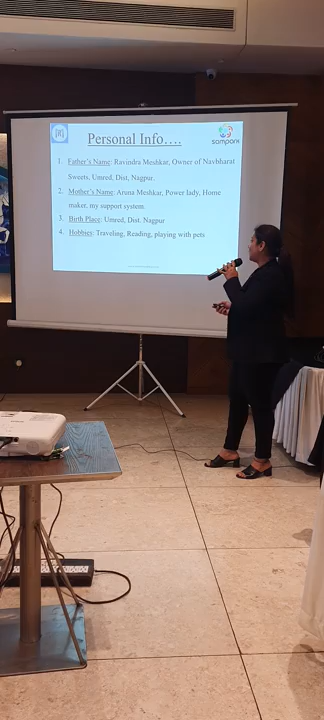 Personal Info….
sampark
1. Father's Name: Ravindra Meshkar, Owner of Navbharat
Sweets, Umred, Dist, Nagpur.
2. Mother's Name: Aruna Meshkar, Power lady, Home
maker, my support system.
3. Birth Place: Umred, Dist. Nagpur
4. Hobbies: Traveling, Reading, playing with pets